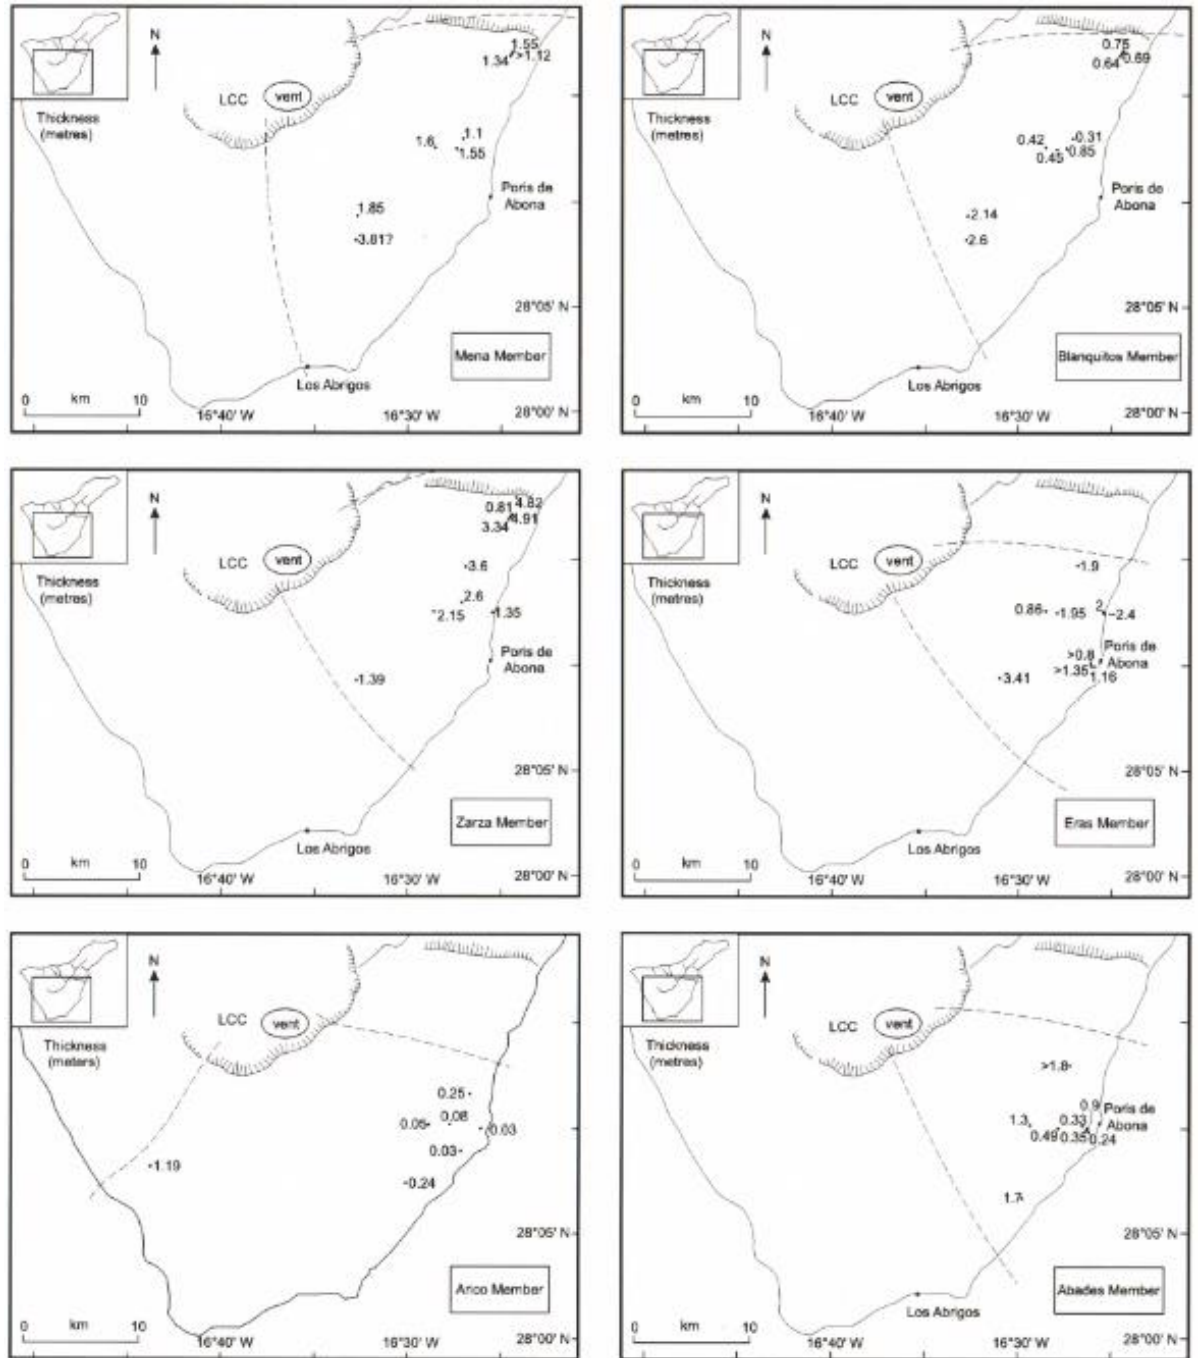 N
Thickness
(metres)
LCC
vent
1.55
1.34
>1.12
1.6
1.1
1.55
Poris de
Abona
1.85
3.81?
28°05' N
Mena Member
Los Abrigos
0 km 10
16°40' W
16°30' W
28°00' N
N
Thickness
(metres)
LCC
vent
0.75
0.64
0.69
0.42
0.31
0.45
0.85
Poris de
Abona
2.14
2.6
28°05' N
Blanquitos Member
Los Abrigos
0 km 10
16°40' W
16°30' W
28°00' N
N
Thickness
(metres)
LCC
vent
0.81
4.82
3.34
4.91
3.6
2.6
2.15
1.35
Poris de
Abona
1.39
28°05' N
Zarza Member
Los Abrigos
0 km 10
16°40' W
16°30' W
28°00' N
N
Thickness
(metres)
LCC
vent
1.9
0.86
1.95
2
2.4
>0.8
Poris de
Abona
>1.35
1.16
3.41
28°05' N
Eras Member
Los Abrigos
0 km 10
16°40' W
16°30' W
28°00' N
N
Thickness
(meters)
LCC
vent
0.25
0.05
0.08
0.03
0.03
1.19
0.24
28°05' N
Arico Member
0 km 10
16°40' W
16°30' W
28°00' N
N
Thickness
(metres)
LCC
vent
>1.8
0.9
Poris de
Abona
1.3
0.33
0.49
0.35
0.24
1.7
28°05' N
Abades Member
Los Abrigos
0 km 10
16°40' W
16°30' W
28°00' N